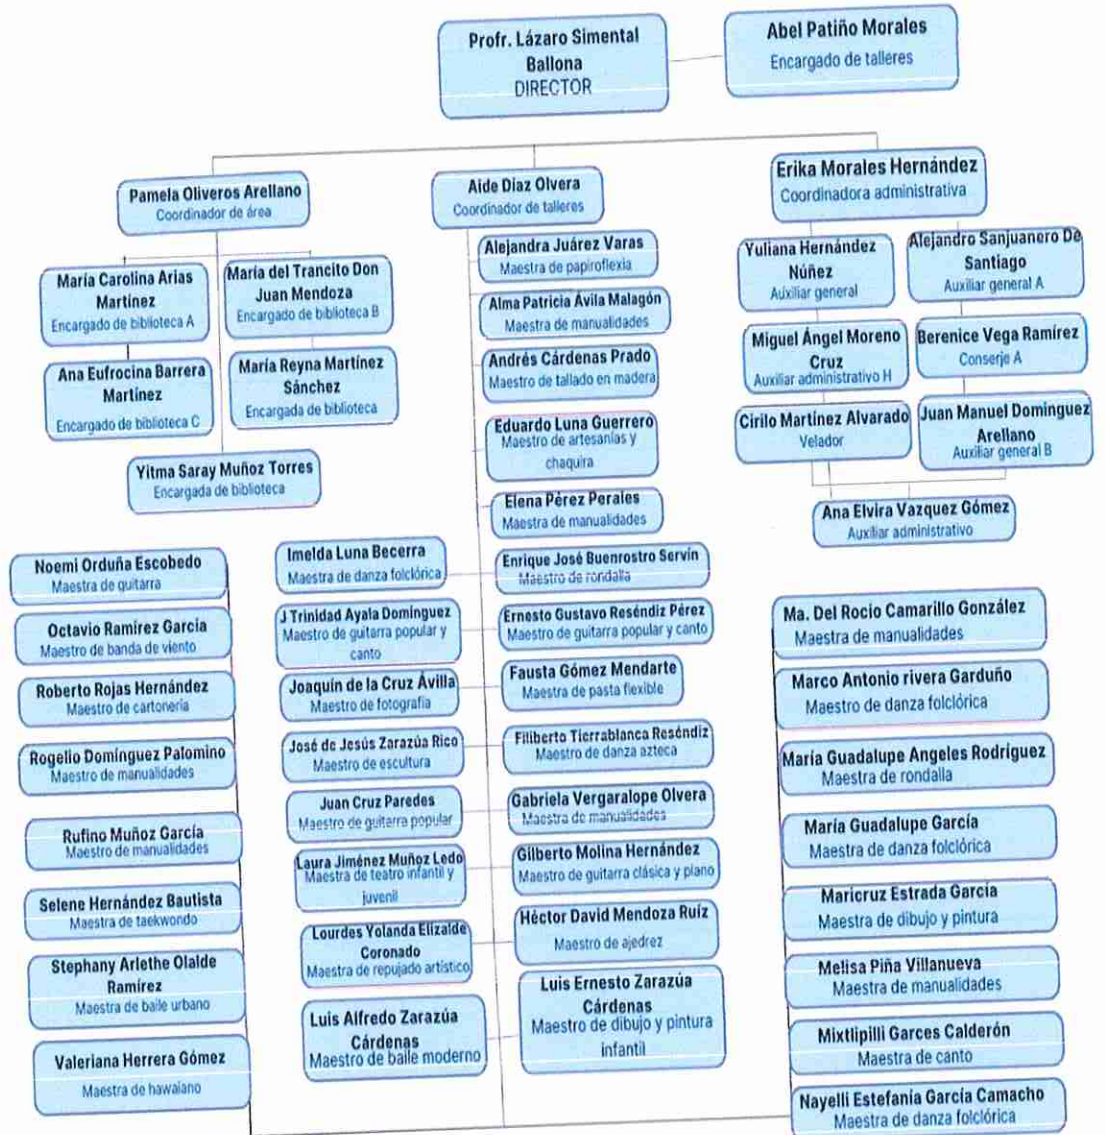 Profr. Lázaro Simental
Ballona
DIRECTOR
Abel Patiño Morales
Encargado de talleres
Pamela Oliveros Arellano
Coordinador de área
Aide Díaz Olvera
Coordinador de talleres
Erika Morales Hernández
Coordinadora administrativa
María Carolina Arias
Martínez
Encargado de biblioteca A
María del Trancito Don
Juan Mendoza
Encargado de biblioteca B
Ana Eufrocina Barrera
Martínez
Encargado de biblioteca C
María Reyna Martínez
Sánchez
Encargada de biblioteca
Yitma Saray Muñoz Torres
Encargada de biblioteca
Alejandra Juárez Varas
Maestra de papiroflexia
Alma Patricia Ávila Malagón
Maestra de manualidades
Andrés Cárdenas Prado
Maestro de tallado en madera
Eduardo Luna Guerrero
Maestro de artesanías y
chaquira
Elena Pérez Perales
Maestra de manualidades
Yuliana Hernández
Núñez
Auxiliar general
Alejandro Sanjuanero De
Santiago
Auxiliar general A
Miguel Ángel Moreno
Cruz
Auxiliar administrativo H
Berenice Vega Ramírez
Conserje A
Cirilo Martínez Alvarado
Velador
Juan Manuel Domínguez
Arellano
Auxiliar general B
Ana Elvira Vazquez Gómez
Auxiliar administrativo
Noemi Orduña Escobedo
Maestra de guitarra
Octavio Ramírez García
Maestro de banda de viento
Roberto Rojas Hernández
Maestro de cartonería
Rogelio Domínguez Palomino
Maestro de manualidades
Rufino Muñoz García
Maestro de manualidades
Selene Hernández Bautista
Maestra de taekwondo
Stephany Arlethe Olalde
Ramírez
Maestra de baile urbano
Valeriana Herrera Gómez
Maestra de hawaiano
Imelda Luna Becerra
Maestra de danza folclórica
J Trinidad Ayala Domínguez
Maestro de guitarra popular y
canto
Joaquín de la Cruz Ávilla
Maestro de fotografía
José de Jesús Zarazúa Rico
Maestro de escultura
Juan Cruz Paredes
Maestro de guitarra popular
Laura Jiménez Muñoz Ledo
Maestra de teatro infantil y
juvenil
Lourdes Yolanda Elizalde
Coronado
Maestra de repujado artístico
Luis Alfredo Zarazúa
Cárdenas
Maestro de baile moderno
Enrique José Buenrostro Servín
Maestro de rondalla
Ernesto Gustavo Reséndiz Pérez
Maestro de guitarra popular y canto
Fausta Gómez Mendarte
Maestra de pasta flexible
Filiberto Tierrablanca Reséndiz
Maestro de danza azteca
Gabriela Vergaralope Olvera
Maestra de manualidades
Gilberto Molina Hernández
Maestro de guitarra clásica y piano
Héctor David Mendoza Ruíz
Maestro de ajedrez
Luis Ernesto Zarazúa
Cárdenas
Maestro de dibujo y pintura
infantil
Ma. Del Rocio Camarillo González
Maestra de manualidades
Marco Antonio rivera Garduño
Maestro de danza folclórica
María Guadalupe Angeles Rodríguez
Maestra de rondalla
María Guadalupe García
Maestra de danza folclórica
Maricruz Estrada García
Maestra de dibujo y pintura
Melisa Piña Villanueva
Maestra de manualidades
Mixtlipilli Garces Calderón
Maestra de canto
Nayelli Estefanía García Camacho
Maestra de danza folclórica